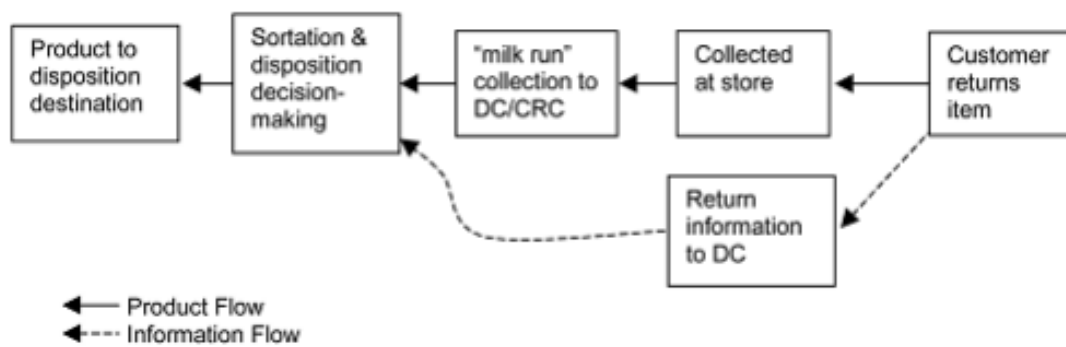 Product to
disposition
destination
Sortation &
disposition
decision-
making
"milk run"
collection to
DC/CRC
Collected
at store
Customer
returns
item
Return
information
to DC
Product Flow
Information Flow